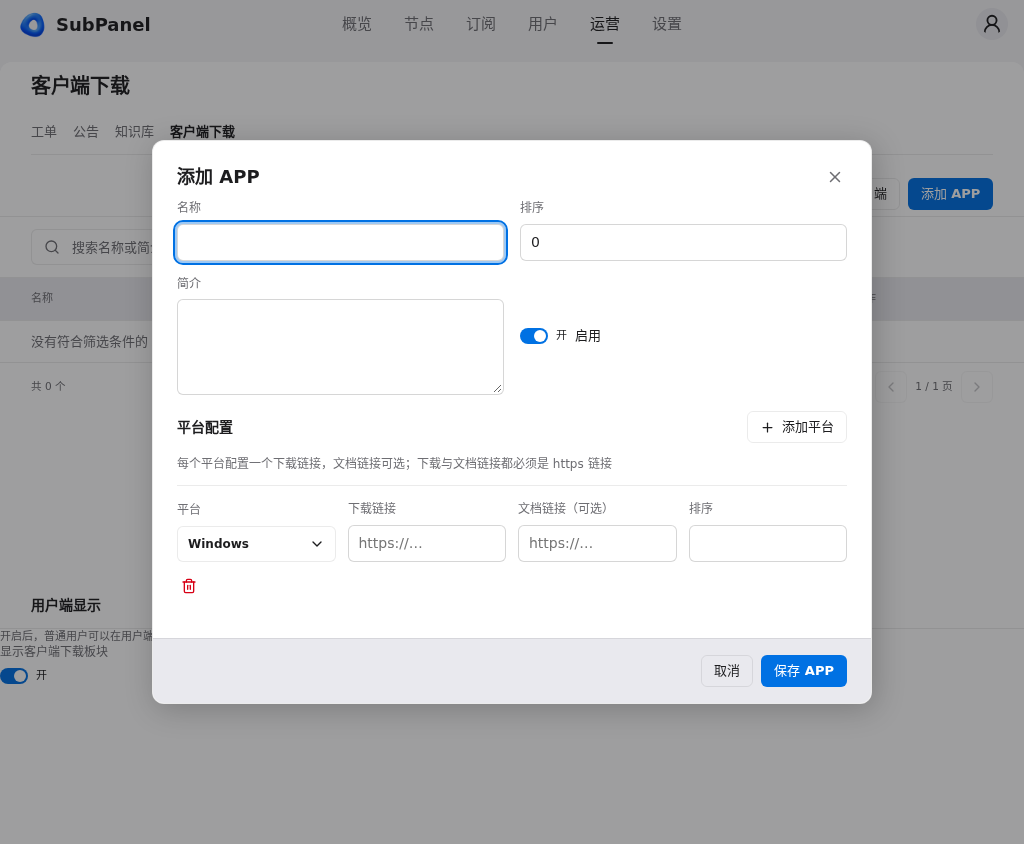 SubPanel
概览 节点 订阅 用户 运营 设置
客户端下载
工单 公告 知识库 客户端下载
端 添加 APP
搜索名称或简
名称
没有符合筛选条件的
共 0 个
1 / 1 页
用户端显示
开启后，普通用户可以在用户端
显示客户端下载板块
开
添加 APP
名称 排序
0
简介
开 启用
平台配置
添加平台
每个平台配置一个下载链接，文档链接可选；下载与文档链接都必须是 https 链接
平台 下载链接 文档链接（可选） 排序
Windows https://... https://...
取消 保存 APP